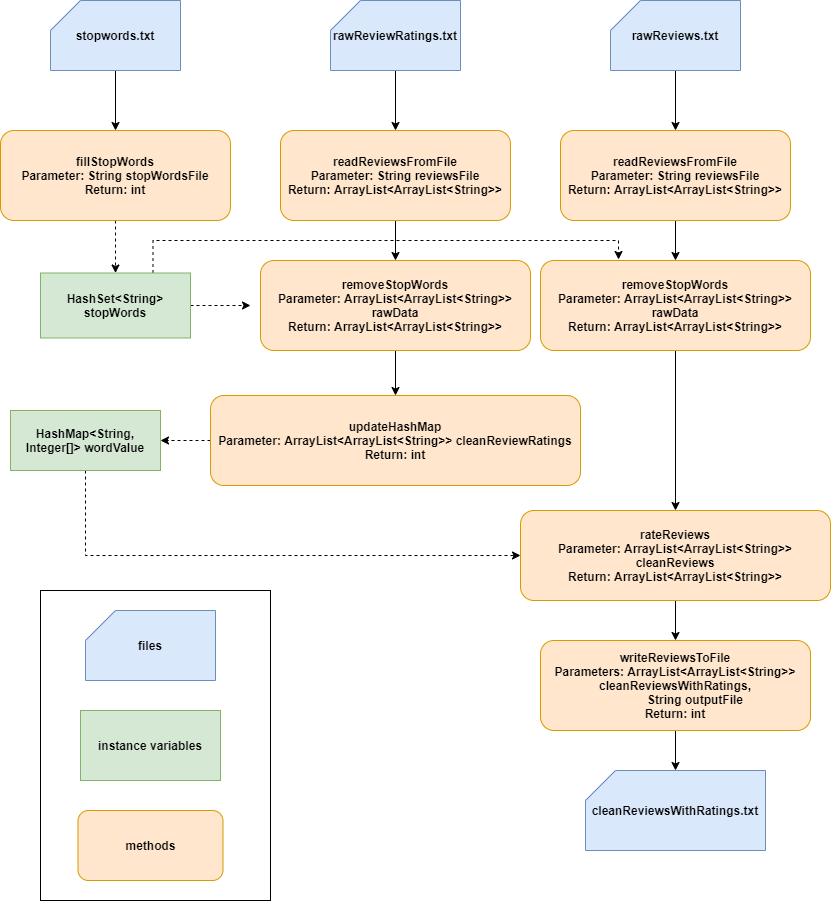 stopwords.txt
rawReviewRatings.txt
rawReviews.txt
fillStopWords
Parameter: String stopWordsFile
Return: int
readReviewsFromFile
Parameter: String reviewsFile
Return: ArrayList<ArrayList<String>>
readReviewsFromFile
Parameter: String reviewsFile
Return: ArrayList<ArrayList<String>>
HashSet<String>
stopWords
removeStopWords
Parameter: ArrayList<ArrayList<String>>
rawData
Return: ArrayList<ArrayList<String>>
removeStopWords
Parameter: ArrayList<ArrayList<String>>
rawData
Return: ArrayList<ArrayList<String>>
HashMap<String,
Integer[]> wordValue
updateHashMap
Parameter: ArrayList<ArrayList<String>> cleanReviewRatings
Return: int
rateReviews
Parameter: ArrayList<ArrayList<String>>
cleanReviews
Return: ArrayList<ArrayList<String>>
writeReviewsToFile
Parameters: ArrayList<ArrayList<String>>
cleanReviewsWithRatings,
String outputFile
Return: int
cleanReviewsWithRatings.txt
files
instance variables
methods